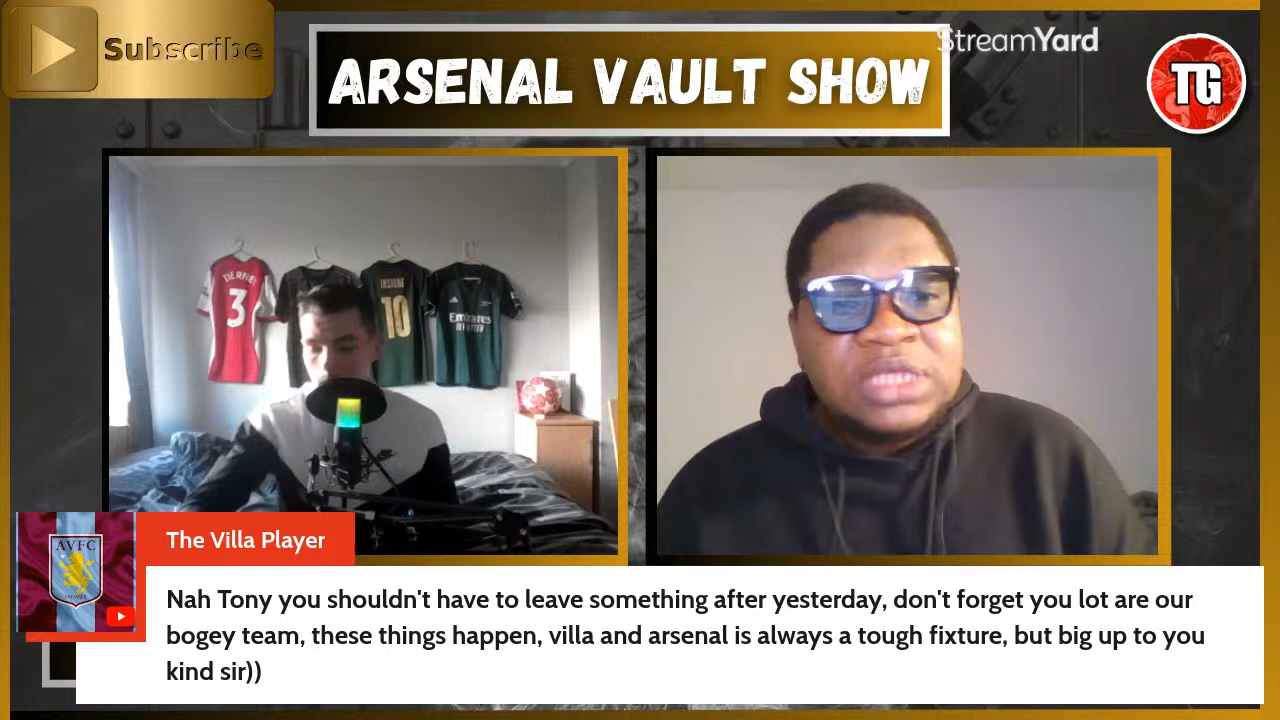 Subscribe
StreamYard
ARSENAL VAULT SHOW
TG
TIERNEY
3
INSIGNE
10
Emirates
AVFC
The Villa Player
Nah Tony you shouldn't have to leave something after yesterday, don't forget you lot are our
bogey team, these things happen, villa and arsenal is always a tough fixture, but big up to you
kind sir))